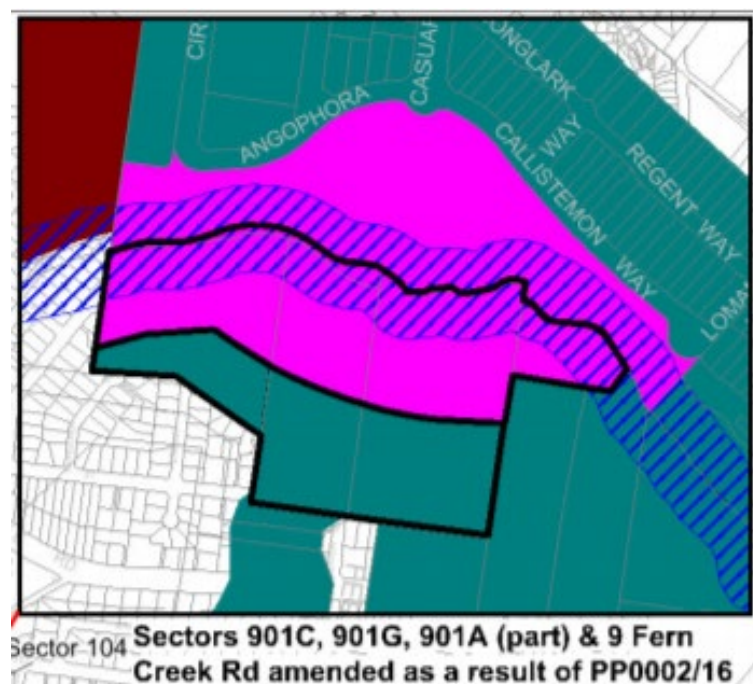 CIR
ANGOPHORA
CASUAR
ONGLARK
WAY
REGENT WAY
CALLISTEMON WAY
LOMA
Sector 104
Sectors 901C, 901G, 901A (part) & 9 Fern
Creek Rd amended as a result of PP0002/16